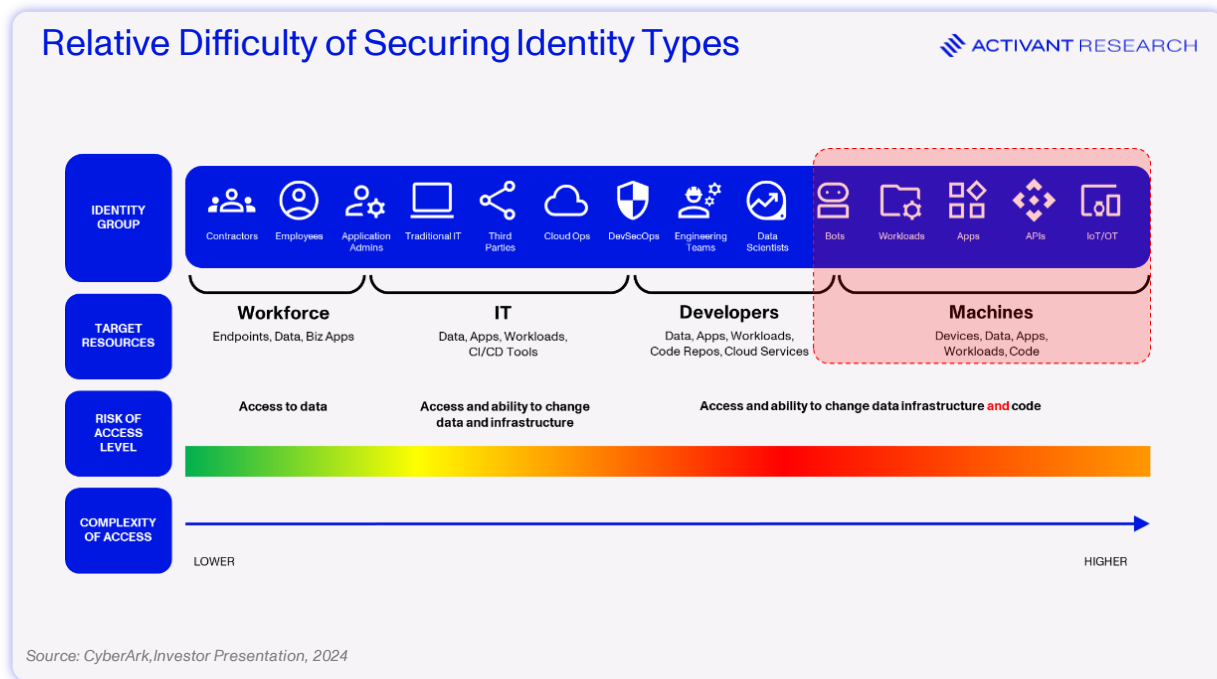 Relative Difficulty of Securing Identity Types
ACTIVANT RESEARCH
IDENTITY
GROUP
Contractors
Employees
Application
Admins
Traditional IT
Third
Parties
Cloud Ops
DevSecOps
Engineering
Teams
Data
Scientists
Bots
Workloads
Apps
APIs
IoT/OT
TARGET
RESOURCES
Workforce
Endpoints, Data, Biz Apps
IT
Data, Apps, Workloads,
CI/CD Tools
Developers
Data, Apps, Workloads,
Code Repos, Cloud Services
Machines
Devices, Data, Apps,
Workloads, Code
RISK OF
ACCESS
LEVEL
Access to data
Access and ability to change
data and infrastructure
Access and ability to change data infrastructure and code
COMPLEXITY
OF ACCESS
LOWER
HIGHER
Source: CyberArk,Investor Presentation, 2024